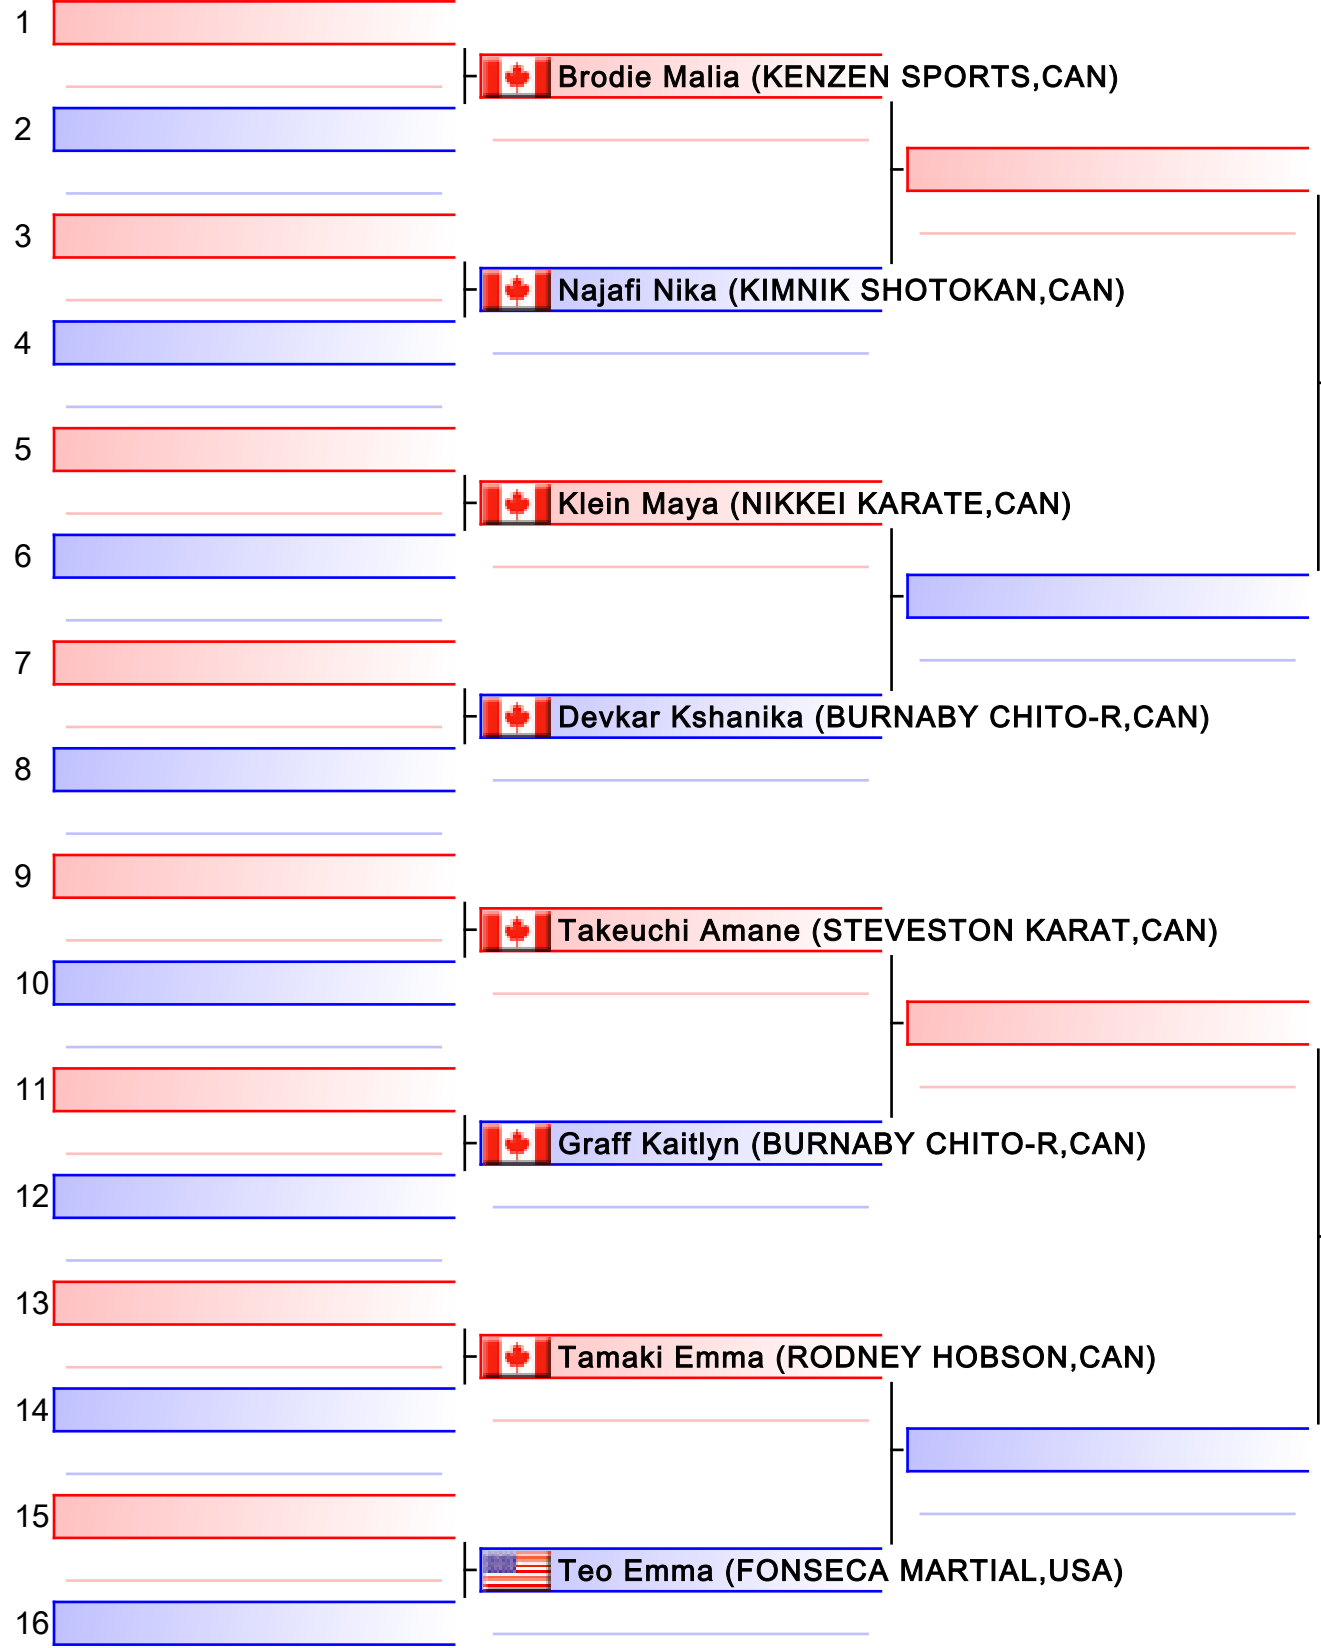 1
Brodie Malia (KENZEN SPORTS,CAN)
2
3
Najafi Nika (KIMNIK SHOTOKAN,CAN)
4
5
Klein Maya (NIKKEI KARATE,CAN)
6
7
Devkar Kshanika (BURNABY CHITO-R,CAN)
8
9
Takeuchi Amane (STEVESTON KARAT,CAN)
10
11
Graff Kaitlyn (BURNABY CHITO-R,CAN)
12
13
Tamaki Emma (RODNEY HOBSON,CAN)
14
15
Teo Emma (FONSECA MARTIAL,USA)
16